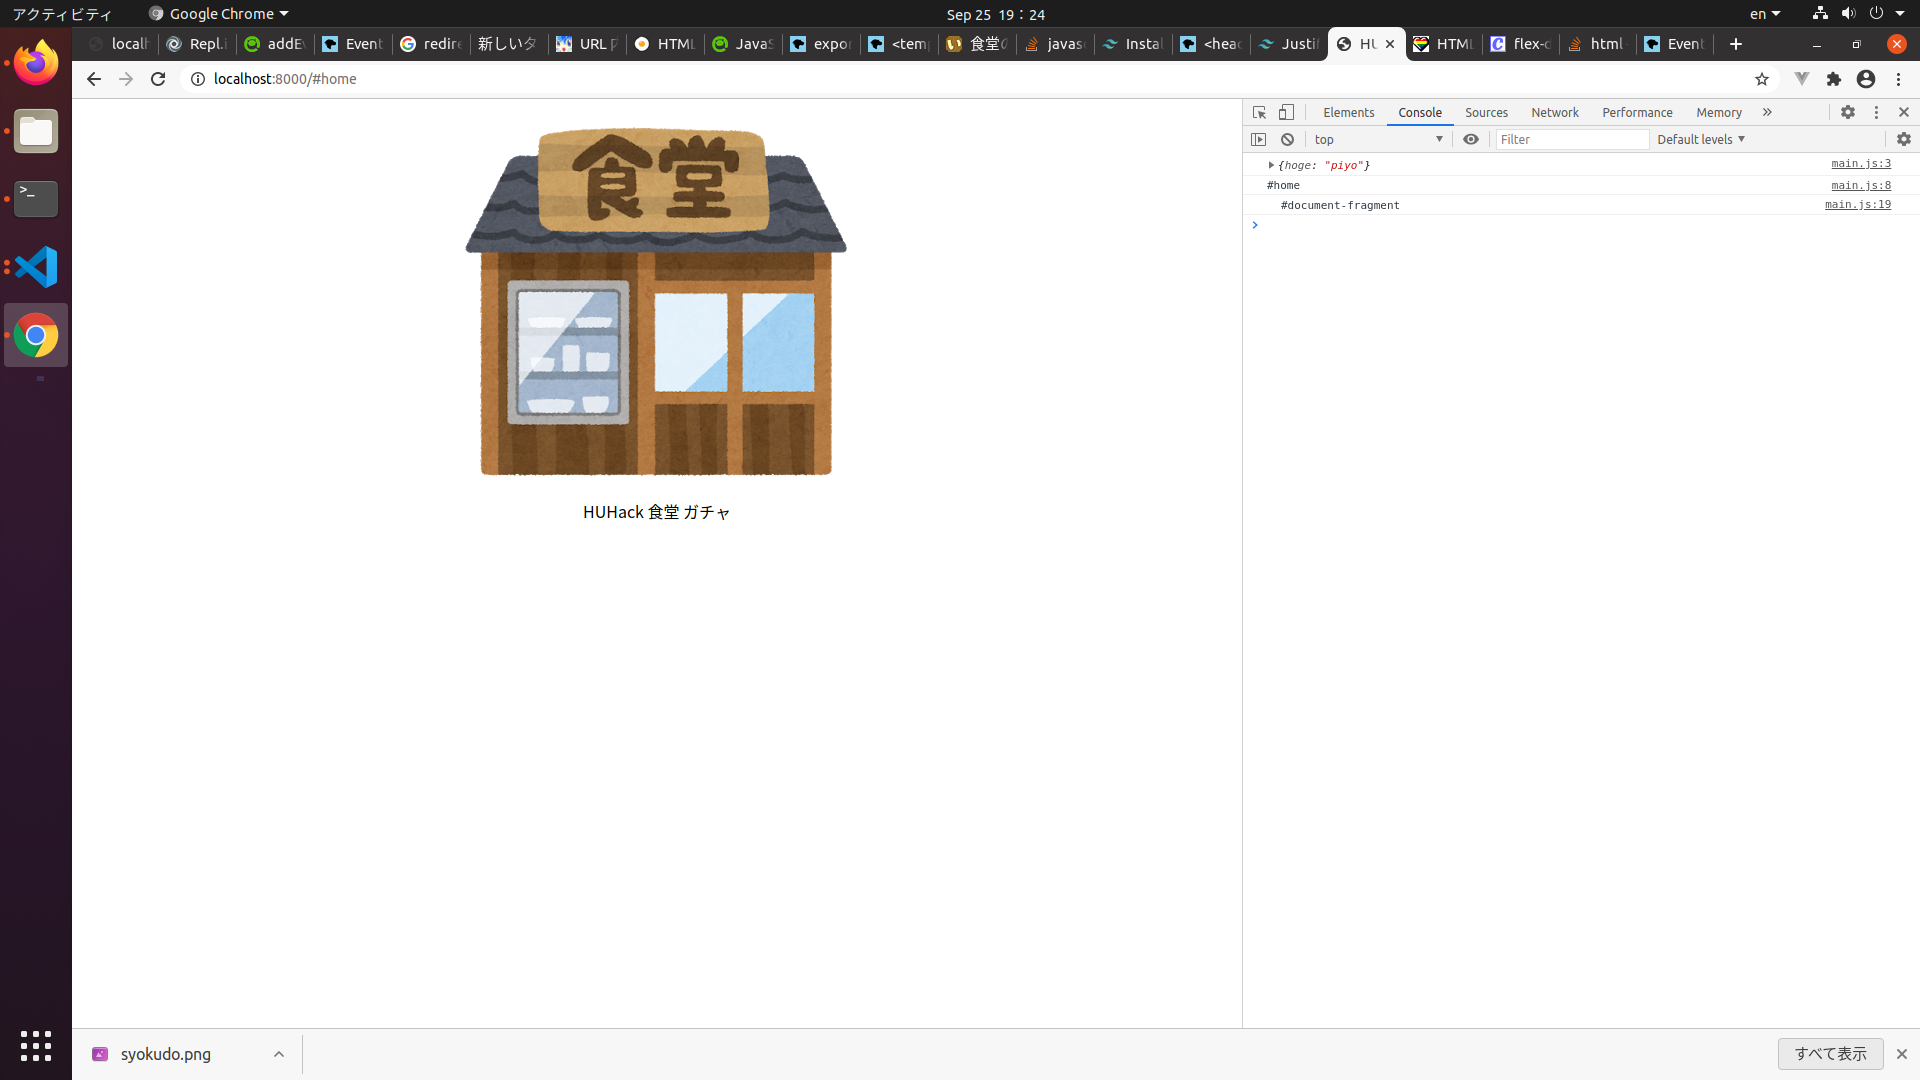 アクティビティ Google Chrome Sep 25 19：24 en
localh Repl.i addEv Event redire 新しいタ URL HTML JavaS expor <temp 食堂の javasc Instal <head Justif HU HTML flex-d html Event
localhost:8000/#home
Elements Console Sources Network Performance Memory
top Filter Default levels
{hoge: "piyo"} main.js:3
#home main.js:8
#document-fragment main.js:19
食堂
HUHack 食堂 ガチャ
syokudo.png すべて表示